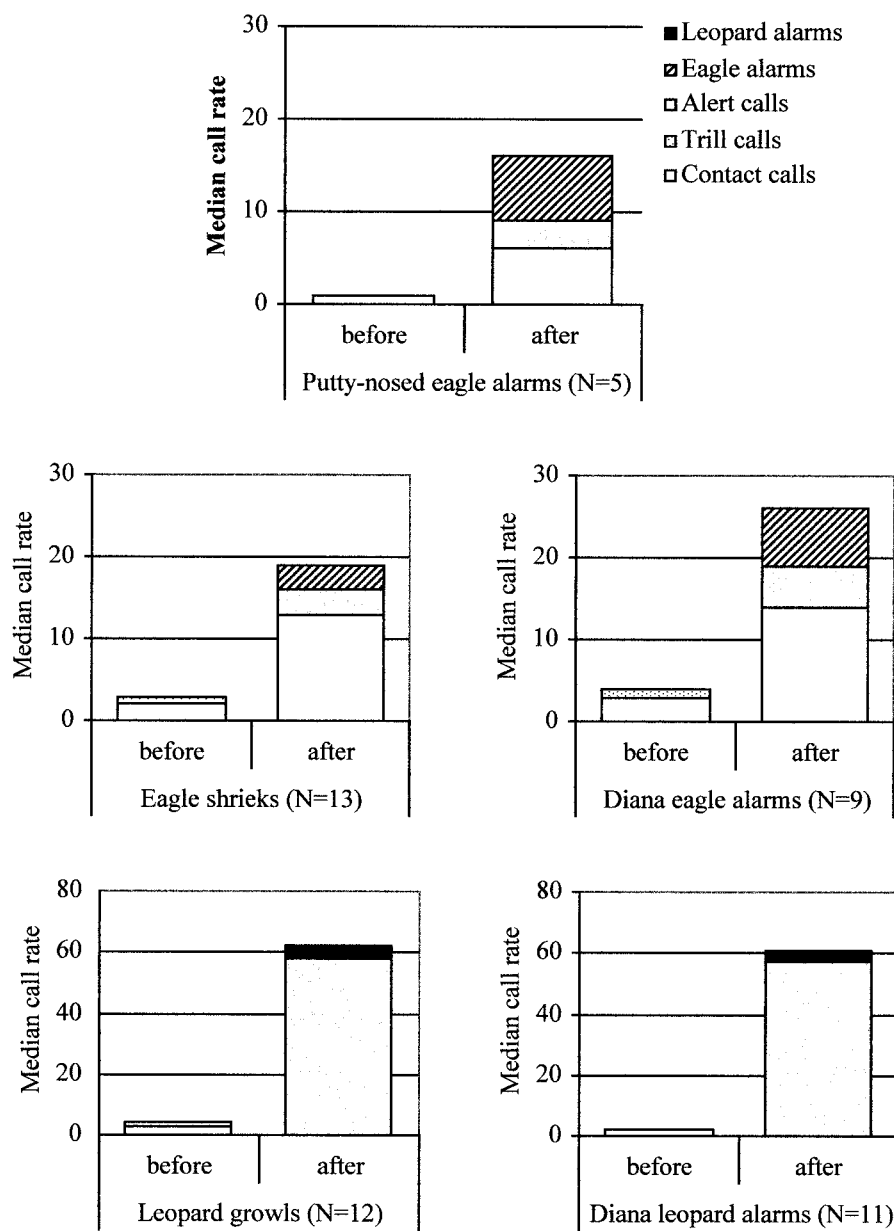 30
20
10
0
Median call rate
before
after
Putty-nosed eagle alarms (N=5)
Leopard alarms
Eagle alarms
Alert calls
Trill calls
Contact calls
30
20
10
0
Median call rate
before
after
Eagle shrieks (N=13)
30
20
10
0
Median call rate
before
after
Diana eagle alarms (N=9)
80
60
40
20
0
Median call rate
before
after
Leopard growls (N=12)
80
60
40
20
0
Median call rate
before
after
Diana leopard alarms (N=11)